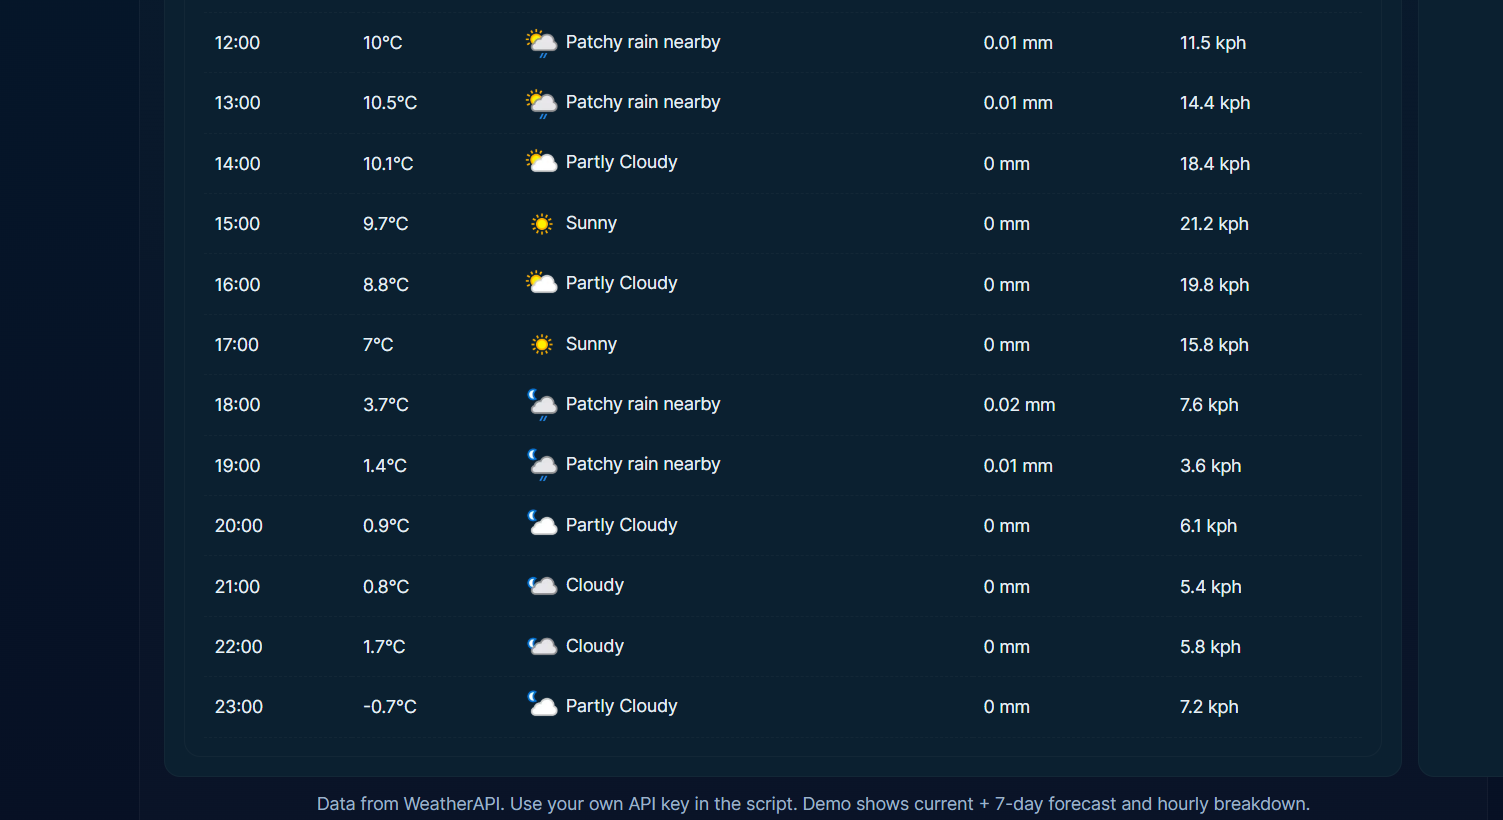 12:00 10°C Patchy rain nearby 0.01 mm 11.5 kph
13:00 10.5°C Patchy rain nearby 0.01 mm 14.4 kph
14:00 10.1°C Partly Cloudy 0 mm 18.4 kph
15:00 9.7°C Sunny 0 mm 21.2 kph
16:00 8.8°C Partly Cloudy 0 mm 19.8 kph
17:00 7°C Sunny 0 mm 15.8 kph
18:00 3.7°C Patchy rain nearby 0.02 mm 7.6 kph
19:00 1.4°C Patchy rain nearby 0.01 mm 3.6 kph
20:00 0.9°C Partly Cloudy 0 mm 6.1 kph
21:00 0.8°C Cloudy 0 mm 5.4 kph
22:00 1.7°C Cloudy 0 mm 5.8 kph
23:00 -0.7°C Partly Cloudy 0 mm 7.2 kph
Data from WeatherAPI. Use your own API key in the script. Demo shows current + 7-day forecast and hourly breakdown.